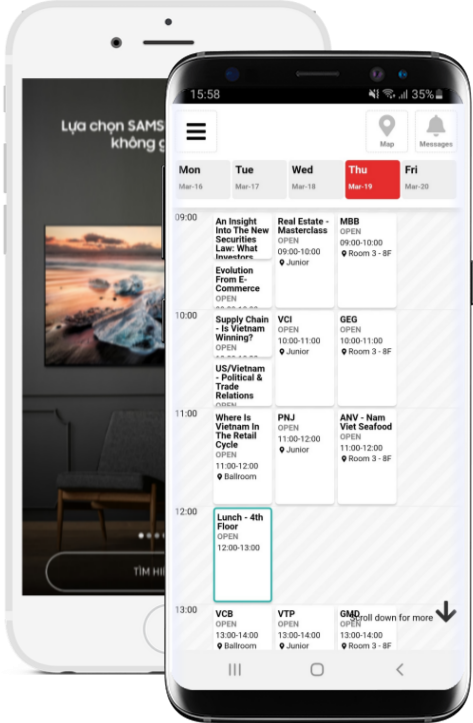 Lựa chọn SAMS
không g
TÌM HI
15:58
35%
Map
Messages
Mon
Mar-16
Tue
Mar-17
Wed
Mar-18
Thu
Mar-19
Fri
Mar-20
09:00
An Insight
Into The New
Securities
Law: What
Investors
Evolution
From E-
Commerce
OPEN
Real Estate -
Masterclass
OPEN
09:00-10:00
Junior
MBB
OPEN
09:00-10:00
Room 3 - 8F
10:00
Supply Chain
- Is Vietnam
Winning?
OPEN
US/Vietnam
- Political &
Trade
Relations
OPEN
VCI
OPEN
10:00-11:00
Junior
GEG
OPEN
10:00-11:00
Room 3 - 8F
11:00
Where Is
Vietnam In
The Retail
Cycle
OPEN
11:00-12:00
Ballroom
PNJ
OPEN
11:00-12:00
Junior
ANV - Nam
Viet Seafood
OPEN
11:00-12:00
Room 3 - 8F
12:00
Lunch - 4th
Floor
OPEN
12:00-13:00
13:00
VCB
OPEN
13:00-14:00
Ballroom
VTP
OPEN
13:00-14:00
Junior
GMD
OPEN
13:00-14:00
Room 3 - 8F
Scroll down for more